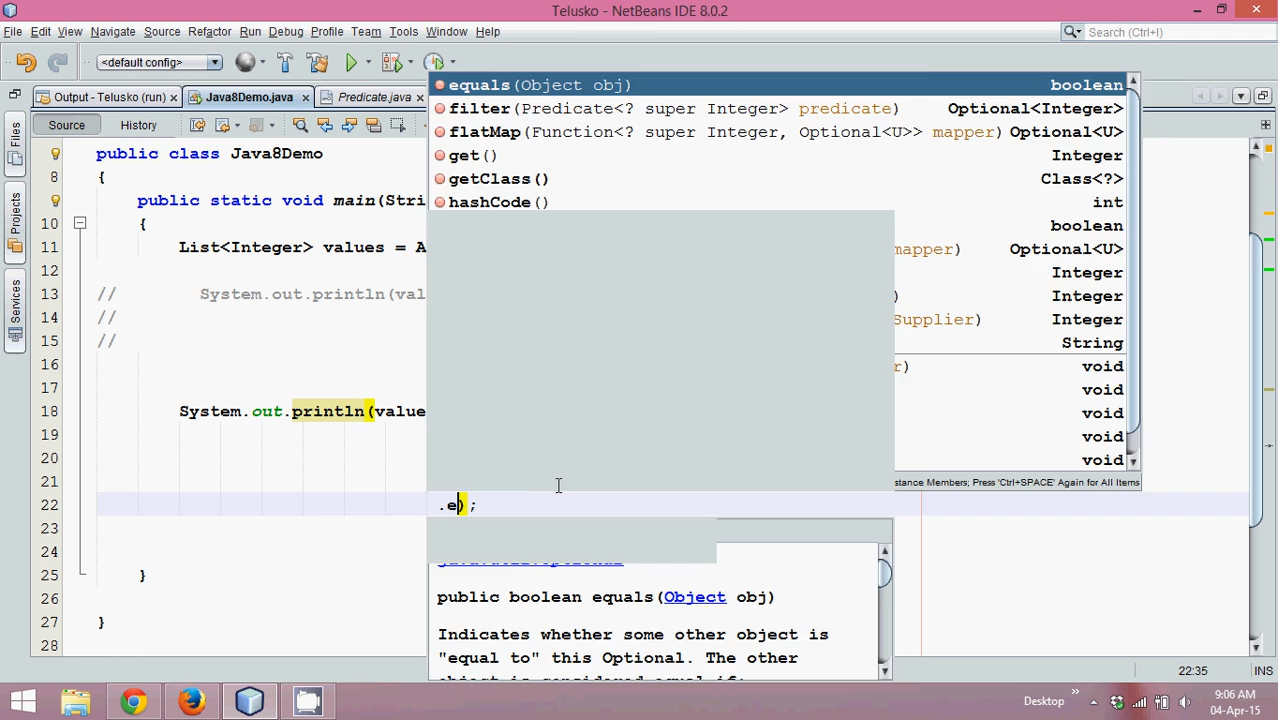 Telusko - NetBeans IDE 8.0.2
File Edit View Navigate Source Refactor Run Debug Profile Team Tools Window Help
Search (Ctrl+I)
<default config>
Output - Telusko (run) Java8Demo.java Predicate.java
Source History
Files
Projects
Services
public class Java8Demo
8 {
public static void main(Stri
10 {
11 List<Integer> values = A
12
13 // System.out.println(val
14 //
15 //
16
17
18 System.out.println(value
19
20
21
22 .e);
23
24
25 }
26
27 }
28
equals(Object obj) boolean
filter(Predicate<? super Integer> predicate) Optional<Integer>
flatMap(Function<? super Integer, Optional<U>> mapper) Optional<U>
get() Integer
getClass() Class<?>
hashCode() int
boolean
mapper) Optional<U>
Integer
) Integer
Supplier) Integer
String
r) void
void
void
void
void
stance Members; Press 'Ctrl+SPACE' Again for All Items
public boolean equals(Object obj)
Indicates whether some other object is
"equal to" this Optional. The other
22:35 INS
Desktop
9:06 AM
04-Apr-15